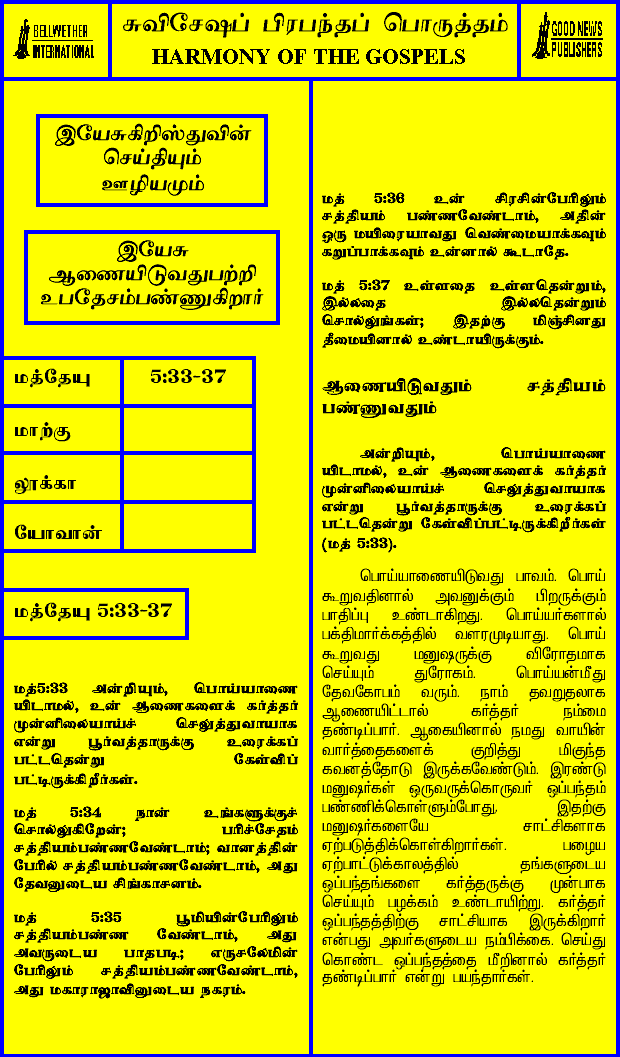 BELLWETHER
INTERNATIONAL
சுவிசேஷப் பிரபந்தப் பொருத்தம்
HARMONY OF THE GOSPELS
GOOD NEWS
PUBLISHERS
இயேசுகிறிஸ்துவின்
செய்தியும்
ஊழியமும்
இயேசு
ஆணையிடுவதுபற்றி
உபதேசம்பண்ணுகிறார்
மத்தேயு 5:33-37
மாற்கு
லூக்கா
யோவான்
மத்தேயு 5:33-37
மத்5:33 அன்றியும், பொய்யாணை
யிடாமல், உன் ஆணைகளைக் கர்த்தர்
முன்னிலையாய்ச் செலுத்துவாயாக
என்று பூர்வத்தாருக்கு உரைக்கப்
பட்டதென்று கேள்விப்
பட்டிருக்கிறீர்கள்.
மத் 5:34 நான் உங்களுக்குச்
சொல்லுகிறேன்; பரிச்சேதம்
சத்தியம்பண்ணவேண்டாம்; வானத்தின்
பேரில் சத்தியம்பண்ணவேண்டாம், அது
தேவனுடைய சிங்காசனம்.
மத் 5:35 பூமியின்பேரிலும்
சத்தியம்பண்ண வேண்டாம், அது
அவருடைய பாதபடி; எருசலேமின்
பேரிலும் சத்தியம்பண்ணவேண்டாம்,
அது மகாராஜாவினுடைய நகரம்.
மத் 5:36 உன் சிரசின்பேரிலும்
சத்தியம் பண்ணவேண்டாம், அதின்
ஒரு மயிரையாவது வெண்மையாக்கவும்
கறுப்பாக்கவும் உன்னால் கூடாதே.
மத் 5:37 உள்ளதை உள்ளதென்றும்,
இல்லதை இல்லதென்றும்
சொல்லுங்கள்; இதற்கு மிஞ்சினது
தீமையினால் உண்டாயிருக்கும்.
ஆணையிடுவதும் சத்தியம்
பண்ணுவதும்
அன்றியும், பொய்யாணை
யிடாமல், உன் ஆணைகளைக் கர்த்தர்
முன்னிலையாய்ச் செலுத்துவாயாக
என்று பூர்வத்தாருக்கு உரைக்கப்
பட்டதென்று கேள்விப்பட்டிருக்கிறீர்கள்
(மத் 5:33).
பொய்யாணையிடுவது பாவம். பொய்
கூறுவதினால் அவனுக்கும் பிறருக்கும்
பாதிப்பு உண்டாகிறது. பொய்யர்களால்
பக்திமார்க்கத்தில் வளரமுடியாது. பொய்
கூறுவது மனுஷருக்கு விரோதமாக
செய்யும் துரோகம். பொய்யன்மீது
தேவகோபம் வரும். நாம் தவறுதலாக
ஆணையிட்டால் கர்த்தர் நம்மை
தண்டிப்பார். ஆகையினால் நமது வாயின்
வார்த்தைகளைக் குறித்து மிகுந்த
கவனத்தோடு இருக்கவேண்டும். இரண்டு
மனுஷர்கள் ஒருவருக்கொருவர் ஒப்பந்தம்
பண்ணிக்கொள்ளும்போது, இதற்கு
மனுஷர்களையே சாட்சிகளாக
ஏற்படுத்திக்கொள்கிறார்கள். பழைய
ஏற்பாட்டுக்காலத்தில் தங்களுடைய
ஒப்பந்தங்களை கர்த்தருக்கு முன்பாக
செய்யும் பழக்கம் உண்டாயிற்று. கர்த்தர்
ஒப்பந்தத்திற்கு சாட்சியாக இருக்கிறார்
என்பது அவர்களுடைய நம்பிக்கை. செய்து
கொண்ட ஒப்பந்தத்தை மீறினால் கர்த்தர்
தண்டிப்பார் என்று பயந்தார்கள்.